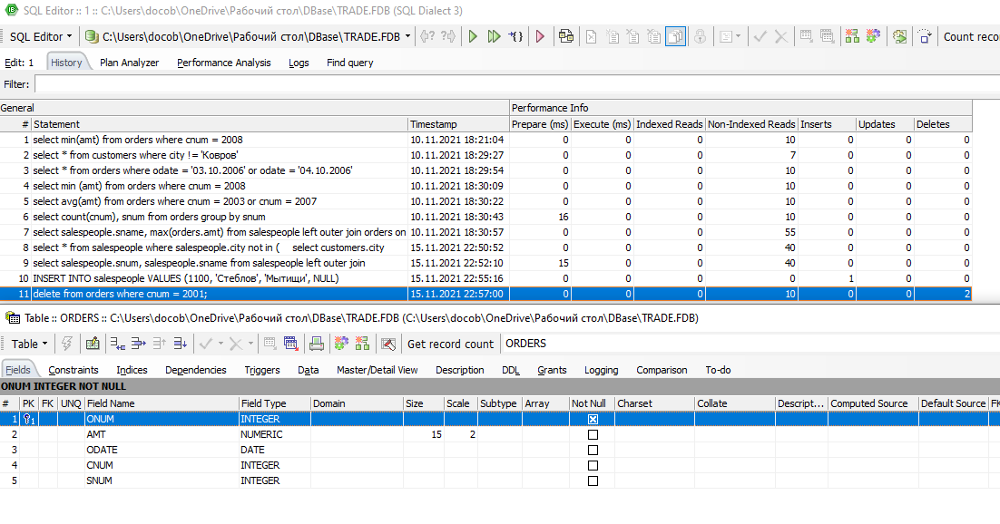 SQL Editor :: 1 :: C:\Users\docob\OneDrive\Рабочий стол\DBase\TRADE.FDB (SQL Dialect 3)
SQL Editor C:\Users\docob\OneDrive\Рабочий стол\DBase\TRADE.FDB Count reco
Edit: 1 History Plan Analyzer Performance Analysis Logs Find query
Filter:
General Performance Info
# Statement Timestamp Prepare (ms) Execute (ms) Indexed Reads Non-Indexed Reads Inserts Updates Deletes
1 select min(amt) from orders where cnum = 2008 10.11.2021 18:21:04 0 0 0 10 0 0 0
2 select * from customers where city != 'Ковров' 10.11.2021 18:29:27 0 0 0 7 0 0 0
3 select * from orders where odate = '03.10.2006' or odate = '04.10.2006' 10.11.2021 18:29:54 0 0 0 10 0 0 0
4 select min (amt) from orders where cnum = 2008 10.11.2021 18:30:09 0 0 0 10 0 0 0
5 select avg(amt) from orders where cnum = 2003 or cnum = 2007 10.11.2021 18:30:22 0 0 0 10 0 0 0
6 select count(cnum), snum from orders group by snum 10.11.2021 18:30:43 16 0 0 10 0 0 0
7 select salespeople.sname, max(orders.amt) from salespeople left outer join orders on 10.11.2021 18:30:57 0 0 0 55 0 0 0
8 select * from salespeople where salespeople.city not in ( select customers.city 15.11.2021 22:50:52 0 0 0 40 0 0 0
9 select salespeople.snum, salespeople.sname from salespeople left outer join 15.11.2021 22:52:10 15 0 0 40 0 0 0
10 INSERT INTO salespeople VALUES (1100, 'Стеблов', 'Мытищи', NULL) 15.11.2021 22:55:16 0 0 0 0 1 0 0
11 delete from orders where cnum = 2001; 15.11.2021 22:57:00 0 0 0 10 0 0 2
Table :: ORDERS :: C:\Users\docob\OneDrive\Рабочий стол\DBase\TRADE.FDB (C:\Users\docob\OneDrive\Рабочий стол\DBase\TRADE.FDB)
Table Get record count ORDERS
Fields Constraints Indices Dependencies Triggers Data Master/Detail View Description DDL Grants Logging Comparison To-do
ONUM INTEGER NOT NULL
# PK FK UNQ Field Name Field Type Domain Size Scale Subtype Array Not Null Charset Collate Descript... Computed Source Default Source FK
1 1 ONUM INTEGER
2 AMT NUMERIC 15 2
3 ODATE DATE
4 CNUM INTEGER
5 SNUM INTEGER